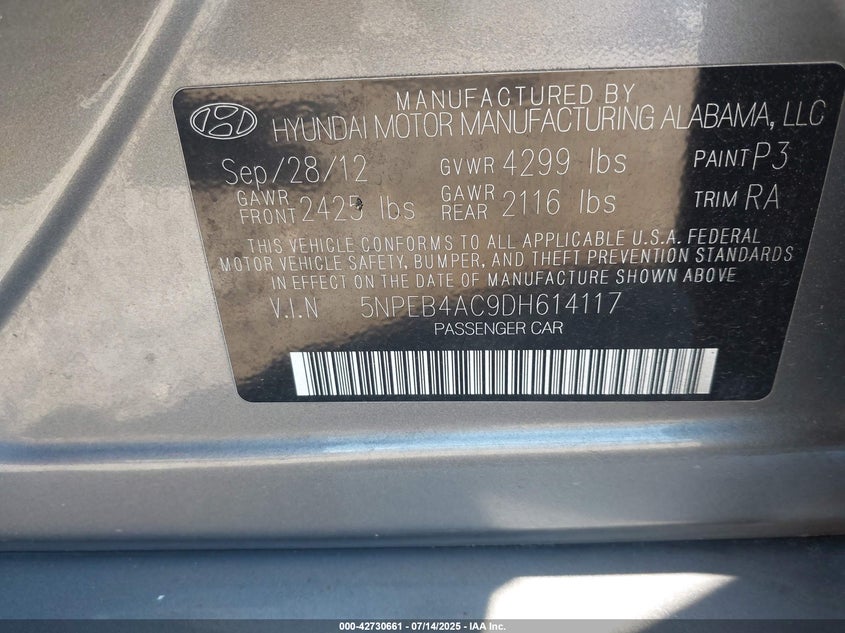 MANUFACTURED BY
HYUNDAI MOTOR MANUFACTURING ALABAMA, LLC
Sep/28/12 GVWR 4299 lbs PAINT P3
GAWR FRONT 2425 lbs GAWR REAR 2116 lbs TRIM RA
THIS VEHICLE CONFORMS TO ALL APPLICABLE U.S.A. FEDERAL
MOTOR VEHICLE SAFETY, BUMPER, AND THEFT PREVENTION STANDARDS
IN EFFECT ON THE DATE OF MANUFACTURE SHOWN ABOVE
V.I.N 5NPEB4AC9DH614117
PASSENGER CAR
000-42730661 - 07/14/2025 - IAA Inc.